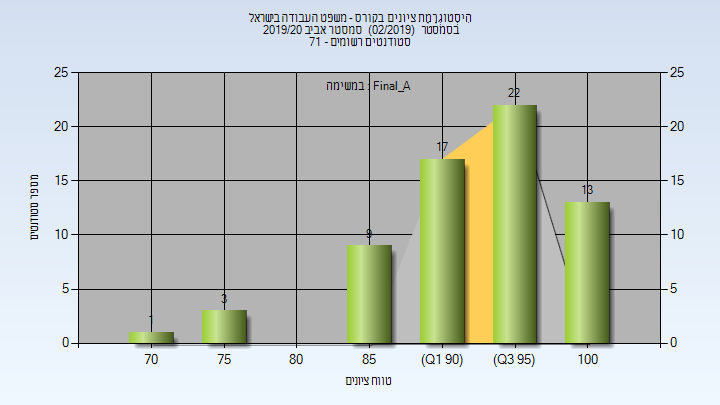 היסטוגרמת ציונים בקורס - משפט העבודה בישראל
בסמסטר (02/2019) סמסטר אביב 2019/20
סטודנטים רשומים - 71
במשימה : Final_A
מספר סטודנטים
25
20
15
10
5
0
25
20
15
10
5
0
1
3
9
17
22
13
70
75
80
85
(Q1 90)
(Q3 95)
100
טווח ציונים